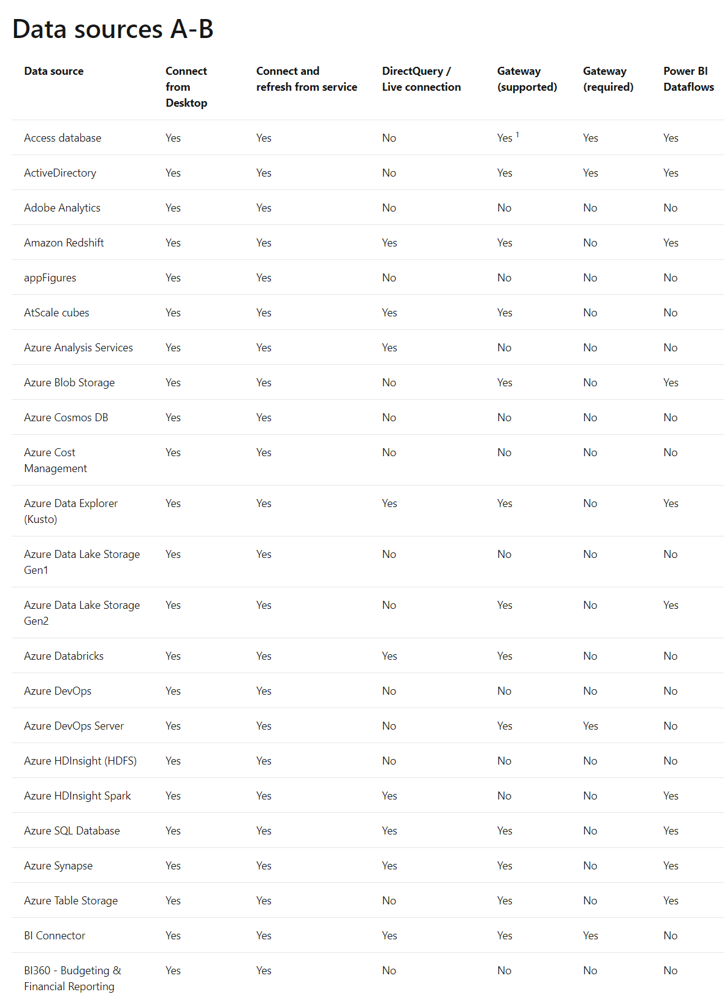 Data sources A-B
Data source Connect from Desktop Connect and refresh from service DirectQuery / Live connection Gateway (supported) Gateway (required) Power BI Dataflows
Access database Yes Yes No Yes 1 Yes Yes
ActiveDirectory Yes Yes No Yes Yes Yes
Adobe Analytics Yes Yes No No No No
Amazon Redshift Yes Yes Yes Yes No Yes
appFigures Yes Yes No No No No
AtScale cubes Yes Yes Yes Yes No No
Azure Analysis Services Yes Yes Yes No No No
Azure Blob Storage Yes Yes No Yes No Yes
Azure Cosmos DB Yes Yes No No No No
Azure Cost Management Yes Yes No No No No
Azure Data Explorer (Kusto) Yes Yes Yes Yes No Yes
Azure Data Lake Storage Gen1 Yes Yes No No No No
Azure Data Lake Storage Gen2 Yes Yes No Yes No Yes
Azure Databricks Yes Yes Yes Yes No No
Azure DevOps Yes Yes No No No No
Azure DevOps Server Yes Yes No Yes Yes No
Azure HDInsight (HDFS) Yes Yes No No No No
Azure HDInsight Spark Yes Yes Yes No No Yes
Azure SQL Database Yes Yes Yes Yes No Yes
Azure Synapse Yes Yes Yes Yes No Yes
Azure Table Storage Yes Yes No Yes No Yes
BI Connector Yes Yes Yes Yes Yes No
BI360 - Budgeting & Financial Reporting Yes Yes No No No No